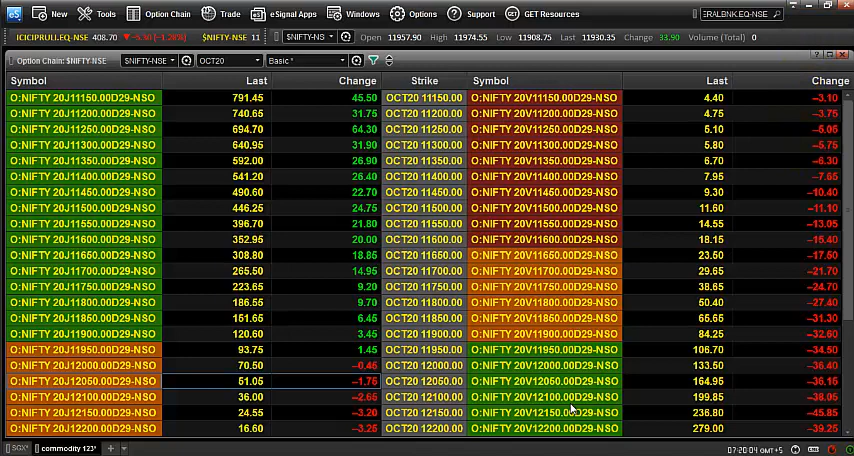 eS New Tools Option Chain Trade eSignal Apps Windows Options Support GET GET Resources ERALBNK.EQ-NSE
ICICIPRULI.EQ-NSE 408.70 $NIFTY-NSE 11 $NIFTY-NS Open 11957.90 High 11974.55 Low 11908.75 Last 11930.35 Change 33.90 Volume (Total) 0
Option Chain: $NIFTY-NSE $NIFTY-NSE OCT20 Basic *
Symbol Last Change Strike Symbol Last Change
O:NIFTY 20J11150.00D29-NSO 791.45 45.50 OCT20 11150.00 O:NIFTY 20V11150.00D29-NSO 4.40 –3.10
O:NIFTY 20J11200.00D29-NSO 740.65 31.75 OCT20 11200.00 O:NIFTY 20V11200.00D29-NSO 4.75 –3.75
O:NIFTY 20J11250.00D29-NSO 694.70 64.30 OCT20 11250.00 O:NIFTY 20V11250.00D29-NSO 5.10 –5.05
O:NIFTY 20J11300.00D29-NSO 640.95 31.90 OCT20 11300.00 O:NIFTY 20V11300.00D29-NSO 5.80 –5.75
O:NIFTY 20J11350.00D29-NSO 592.00 26.90 OCT20 11350.00 O:NIFTY 20V11350.00D29-NSO 6.70 –6.30
O:NIFTY 20J11400.00D29-NSO 541.20 26.40 OCT20 11400.00 O:NIFTY 20V11400.00D29-NSO 7.95 –7.65
O:NIFTY 20J11450.00D29-NSO 490.60 22.70 OCT20 11450.00 O:NIFTY 20V11450.00D29-NSO 9.30 –10.40
O:NIFTY 20J11500.00D29-NSO 446.25 24.75 OCT20 11500.00 O:NIFTY 20V11500.00D29-NSO 11.60 –11.10
O:NIFTY 20J11550.00D29-NSO 396.70 21.80 OCT20 11550.00 O:NIFTY 20V11550.00D29-NSO 14.55 –13.05
O:NIFTY 20J11600.00D29-NSO 352.95 20.00 OCT20 11600.00 O:NIFTY 20V11600.00D29-NSO 18.15 –15.40
O:NIFTY 20J11650.00D29-NSO 308.80 18.85 OCT20 11650.00 O:NIFTY 20V11650.00D29-NSO 23.50 –17.50
O:NIFTY 20J11700.00D29-NSO 265.50 14.95 OCT20 11700.00 O:NIFTY 20V11700.00D29-NSO 29.65 –21.70
O:NIFTY 20J11750.00D29-NSO 223.65 9.20 OCT20 11750.00 O:NIFTY 20V11750.00D29-NSO 38.65 –24.70
O:NIFTY 20J11800.00D29-NSO 186.55 9.70 OCT20 11800.00 O:NIFTY 20V11800.00D29-NSO 50.40 –27.40
O:NIFTY 20J11850.00D29-NSO 151.65 6.45 OCT20 11850.00 O:NIFTY 20V11850.00D29-NSO 65.65 –31.30
O:NIFTY 20J11900.00D29-NSO 120.60 3.45 OCT20 11900.00 O:NIFTY 20V11900.00D29-NSO 84.25 –32.60
O:NIFTY 20J11950.00D29-NSO 93.75 1.45 OCT20 11950.00 O:NIFTY 20V11950.00D29-NSO 106.70 –34.50
O:NIFTY 20J12000.00D29-NSO 70.50 –0.45 OCT20 12000.00 O:NIFTY 20V12000.00D29-NSO 133.50 –36.40
O:NIFTY 20J12050.00D29-NSO 51.05 –1.75 OCT20 12050.00 O:NIFTY 20V12050.00D29-NSO 164.95 –36.15
O:NIFTY 20J12100.00D29-NSO 36.00 –2.65 OCT20 12100.00 O:NIFTY 20V12100.00D29-NSO 199.85 –38.05
O:NIFTY 20J12150.00D29-NSO 24.55 –3.20 OCT20 12150.00 O:NIFTY 20V12150.00D29-NSO 236.80 –45.85
O:NIFTY 20J12200.00D29-NSO 16.60 –3.25 OCT20 12200.00 O:NIFTY 20V12200.00D29-NSO 279.00 –39.25
SGX* commodity 123* 07:20:04 GMT+5